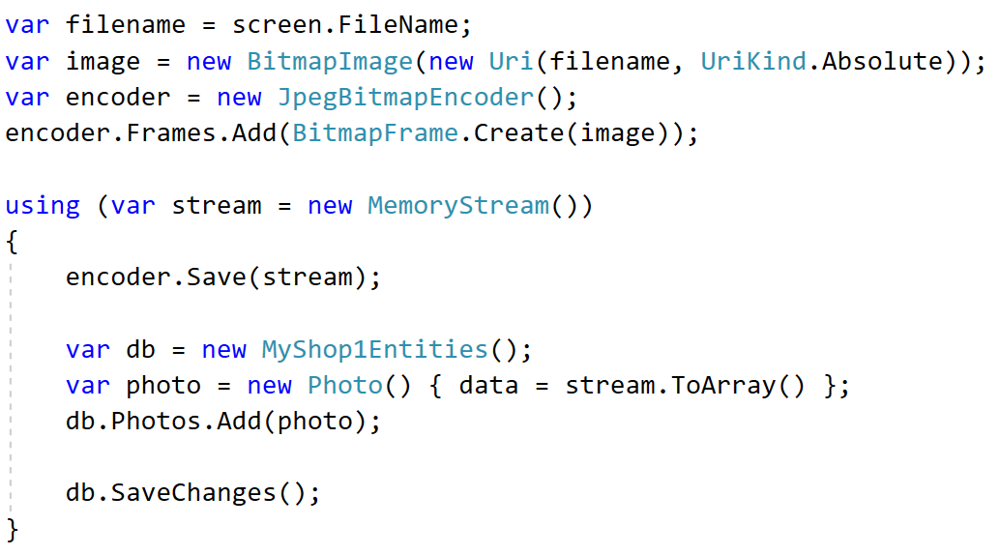 var filename = screen.FileName;
var image = new BitmapImage(new Uri(filename, UriKind.Absolute));
var encoder = new JpegBitmapEncoder();
encoder.Frames.Add(BitmapFrame.Create(image));

using (var stream = new MemoryStream())
{
    encoder.Save(stream);

    var db = new MyShop1Entities();
    var photo = new Photo() { data = stream.ToArray() };
    db.Photos.Add(photo);

    db.SaveChanges();
}